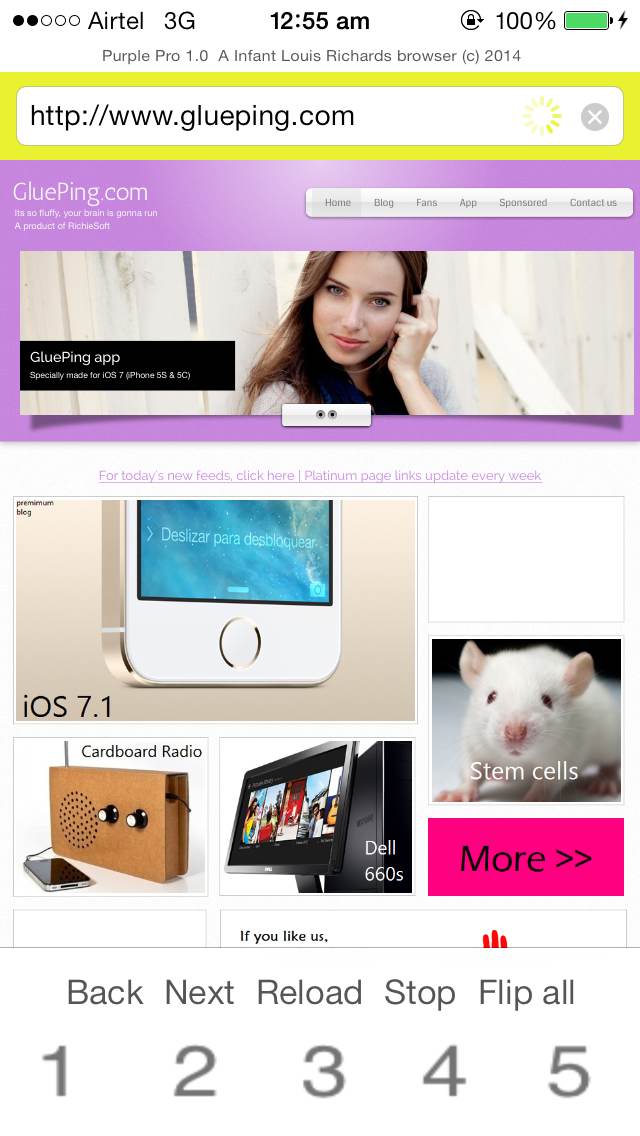 Airtel 3G 12:55 am 100%
Purple Pro 1.0 A Infant Louis Richards browser (c) 2014
http://www.glueping.com
GluePing.com
Its so fluffy, your brain is gonna run
A product of RichieSoft
Home Blog Fans App Sponsored Contact us
GluePing app
Specially made for iOS 7 (iPhone 5S & 5C)
For today's new feeds, click here | Platinum page links update every week
premimum
blog
Deslizar para desbloquear
iOS 7.1
Stem cells
Cardboard Radio
Dell
660s
More >>
If you like us,
Back Next Reload Stop Flip all
1 2 3 4 5